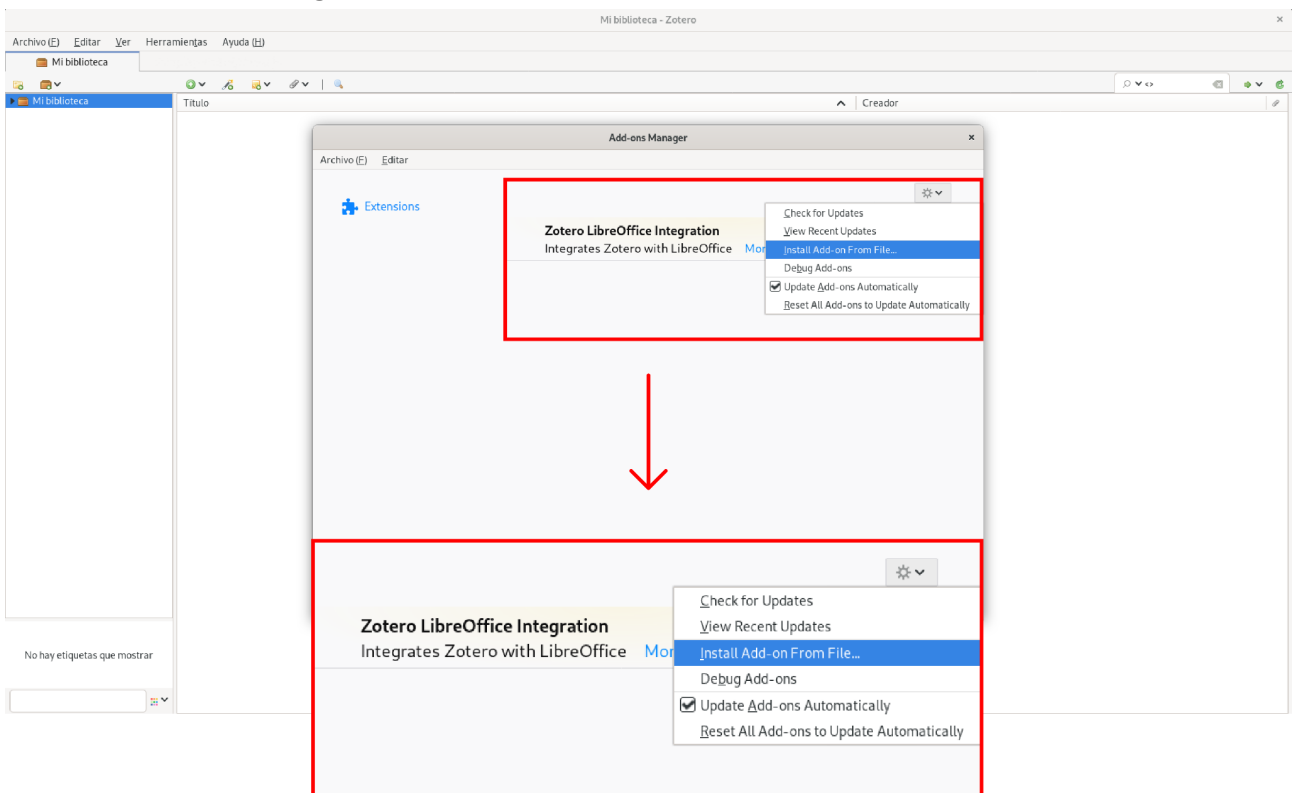 Mi biblioteca - Zotero
Archivo (F) Editar Ver Herramientas Ayuda (H)
Mi biblioteca
Mi biblioteca
Título
Creador
Add-ons Manager
Archivo (F) Editar
Extensions
Zotero LibreOffice Integration
Integrates Zotero with LibreOffice Mor
Check for Updates
View Recent Updates
Install Add-on From File...
Debug Add-ons
Update Add-ons Automatically
Reset All Add-ons to Update Automatically
Zotero LibreOffice Integration
Integrates Zotero with LibreOffice Mor
Check for Updates
View Recent Updates
Install Add-on From File...
Debug Add-ons
Update Add-ons Automatically
Reset All Add-ons to Update Automatically
No hay etiquetas que mostrar